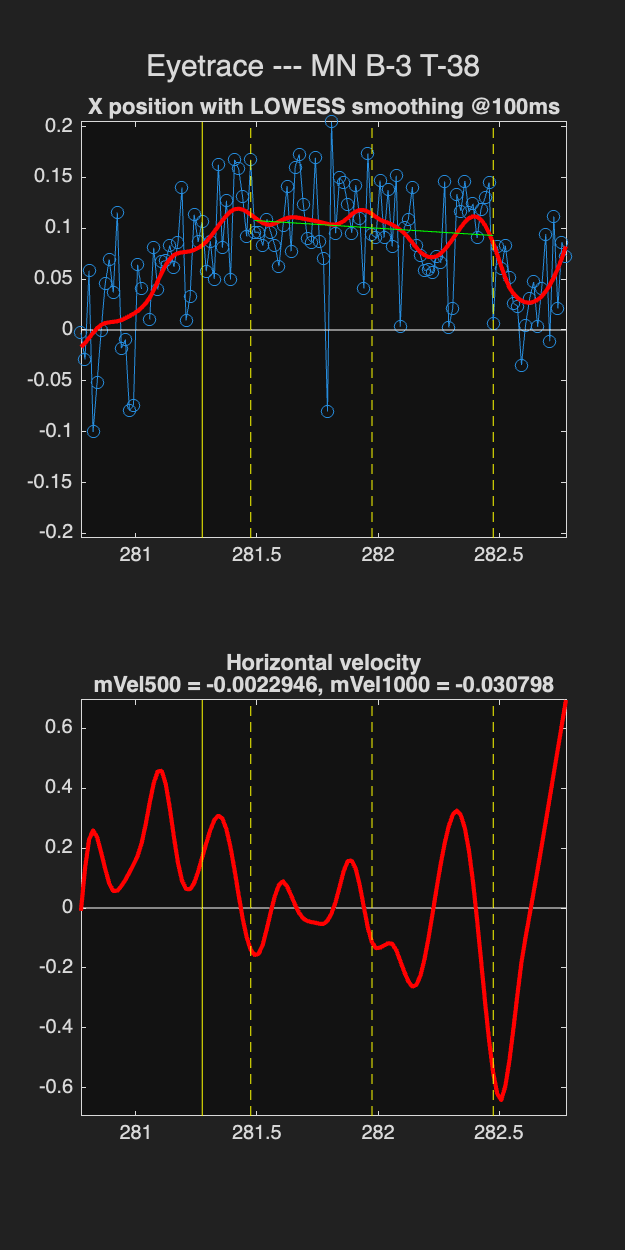 Eyetrace --- MN B-3 T-38
X position with LOWESS smoothing @100ms
0.2
0.15
0.1
0.05
0
-0.05
-0.1
-0.15
-0.2
281 281.5 282 282.5
Horizontal velocity
mVel500 = -0.0022946, mVel1000 = -0.030798
0.6
0.4
0.2
0
-0.2
-0.4
-0.6
281 281.5 282 282.5